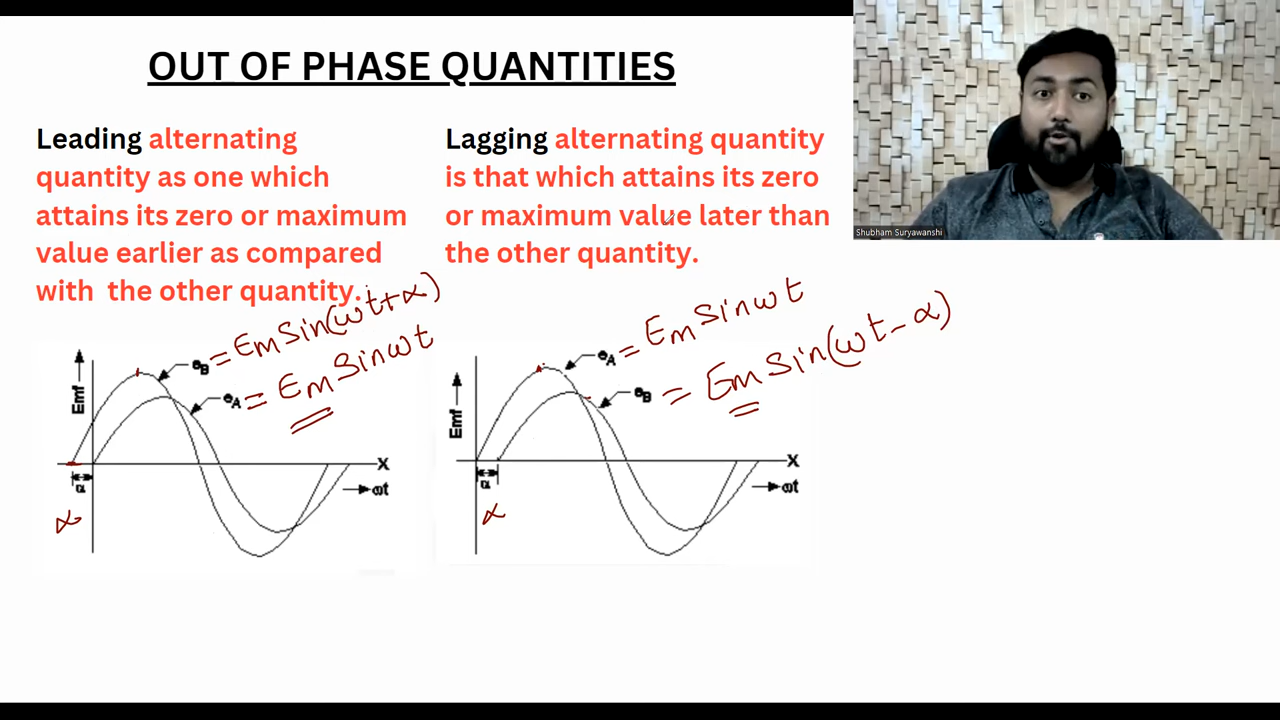 OUT OF PHASE QUANTITIES
Leading alternating
quantity as one which
attains its zero or maximum
value earlier as compared
with the other quantity.
Lagging alternating quantity
is that which attains its zero
or maximum value later than
the other quantity.
Shubham Suryawanshi
Emf
eB = Em Sin(ωt+α)
eA = Em Sinωt
X
α
ωt
α
Emf
eA = Em Sinωt
eB = Em Sin(ωt-α)
X
α
ωt
α